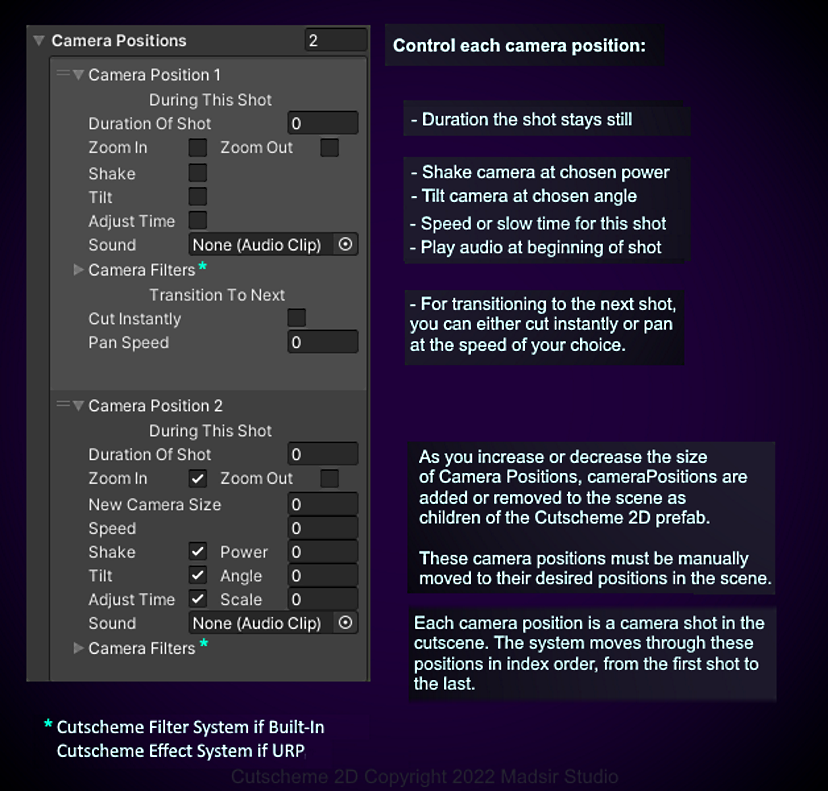 Camera Positions 2
Control each camera position:
Camera Position 1
During This Shot
Duration Of Shot 0
- Duration the shot stays still
Zoom In Zoom Out
Shake
- Shake camera at chosen power
Tilt
- Tilt camera at chosen angle
Adjust Time
- Speed or slow time for this shot
Sound None (Audio Clip)
- Play audio at beginning of shot
Camera Filters *
Transition To Next
- For transitioning to the next shot,
Cut Instantly
you can either cut instantly or pan
Pan Speed 0
at the speed of your choice.
Camera Position 2
During This Shot
Duration Of Shot 0
Zoom In Zoom Out
New Camera Size 0
Speed 0
Shake Power 0
Tilt Angle 0
Adjust Time Scale 0
Sound None (Audio Clip)
Camera Filters *
As you increase or decrease the size
of Camera Positions, cameraPositions are
added or removed to the scene as
children of the Cutscheme 2D prefab.
These camera positions must be manually
moved to their desired positions in the scene.
Each camera position is a camera shot in the
cutscene. The system moves through these
positions in index order, from the first shot to
the last.
* Cutscheme Filter System if Built-In
Cutscheme Effect System if URP
Cutscheme 2D Copyright 2022 Madsir Studio